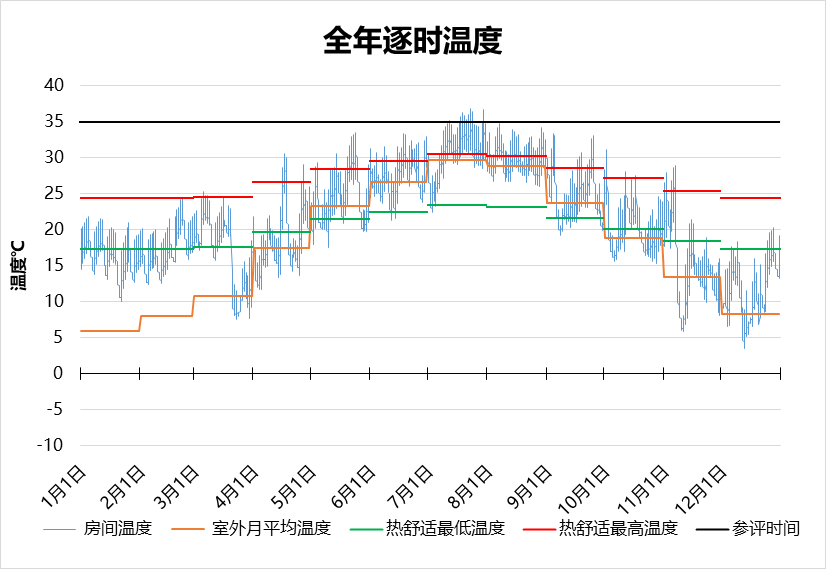 全年逐时温度
40
35
30
25
20
15
10
5
0
-5
-10
温度℃
1月1日
2月1日
3月1日
4月1日
5月1日
6月1日
7月1日
8月1日
9月1日
10月1日
11月1日
12月1日
房间温度 室外月平均温度 热舒适最低温度 热舒适最高温度 参评时间